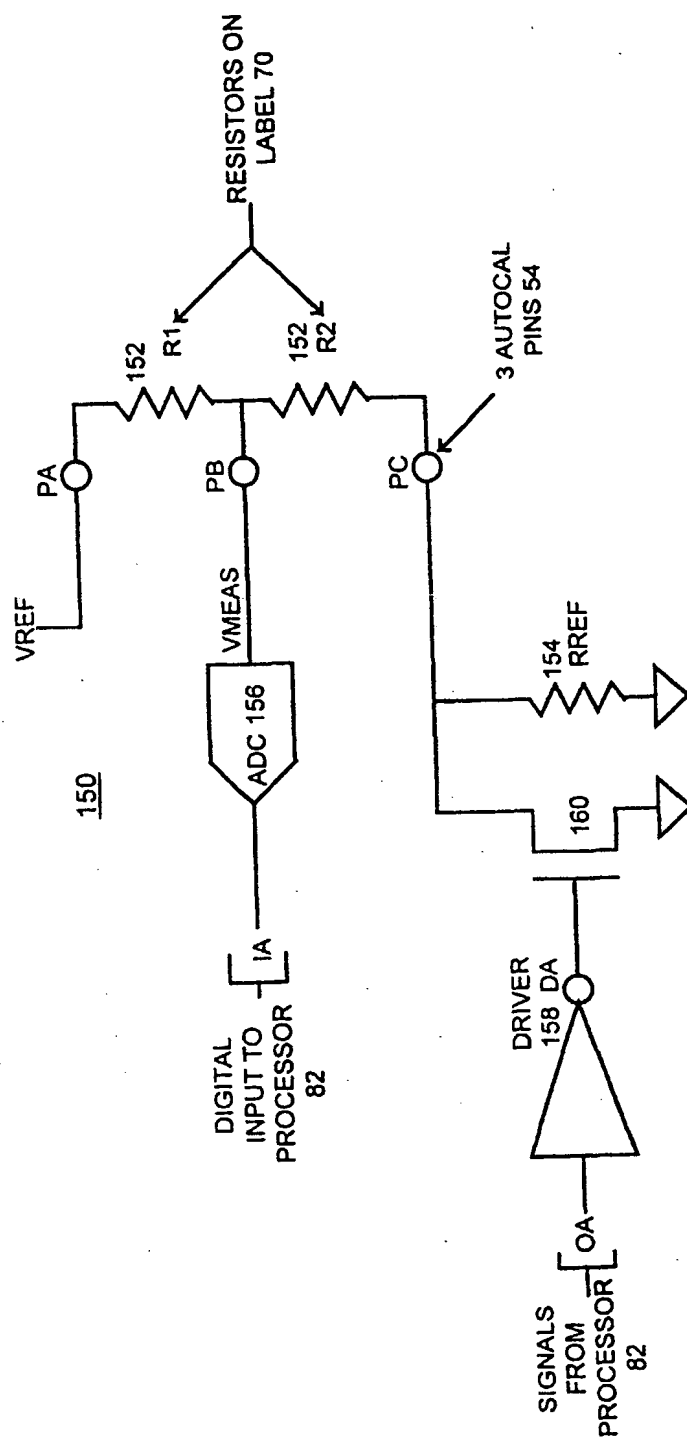 150
VREF
PA
152
R1
RESISTORS ON
LABEL 70
PB
VMEAS
ADC 156
IA
DIGITAL
INPUT TO
PROCESSOR
82
152
R2
PC
3 AUTOCAL
PINS 54
154
RREF
160
DRIVER
158 DA
OA
SIGNALS
FROM
PROCESSOR
82